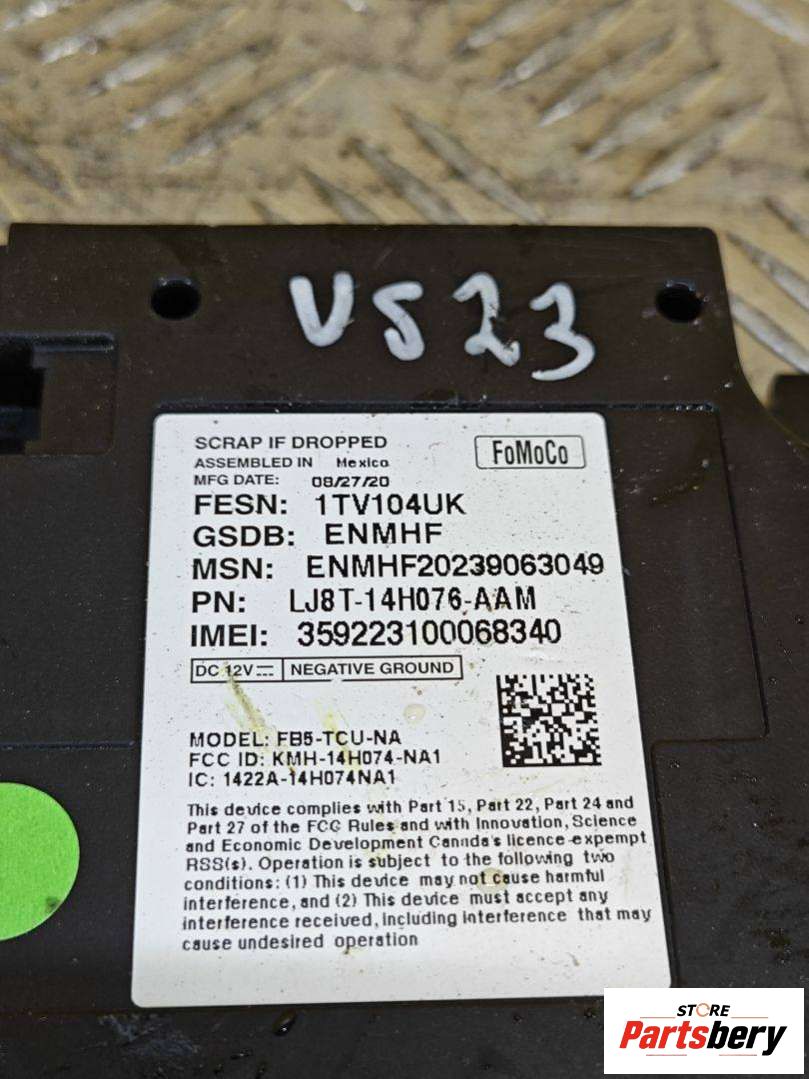 VS23
SCRAP IF DROPPED
FoMoCo
ASSEMBLED IN Mexico
MFG DATE: 08/27/20
FESN: 1TV104UK
GSDB: ENMHF
MSN: ENMHF20239063049
PN: LJ8T-14H076-AAM
IMEI: 359223100068340
DC 12V NEGATIVE GROUND
MODEL: FB5-TCU-NA
FCC ID: KMH-14H074-NA1
IC: 1422A-14H074NA1
This device complies with Part 15, Part 22, Part 24 and
Part 27 of the FCC Rules and with Innovation, Science
and Economic Development Canada's licence-expempt
RSS(s). Operation is subject to the following two
conditions: (1) This device may not cause harmful
interference, and (2) This device must accept any
interference received, including interference that may
cause undesired operation
STORE
Partsbery